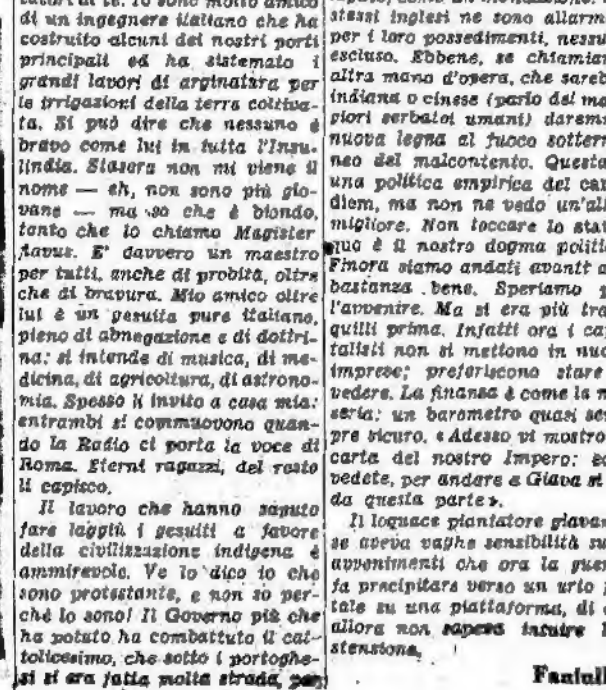 di un ingegnere italiano che ha
costruito alcuni dei nostri porti
principali ed ha sistemato i
grandi lavori di arginatura per
le irrigazioni della terra coltiva-
ta. Si può dire che nessuno è
bravo come lui in tutta l'Insu-
lindia. Stasera non mi viene il
nome — eh, non sono più gio-
vane — ma so che è biondo,
tanto che lo chiamo Magister
flavus. E' davvero un maestro
per tutti, anche di probità, oltre
che di bravura. Mio amico oltre
lui è un gesuita pure italiano,
pieno di abnegazione e di dottri-
na: si intende di musica, di me-
dicina, di agricoltura, di astrono-
mia. Spesso li invito a casa mia:
entrambi si commuovono quan-
do la Radio ci porta la voce di
Roma. Eterni ragazzi, del resto
li capisco.
Il lavoro che hanno saputo
fare laggiù i gesuiti a favore
della civilizzazione indigena è
ammirevole. Ve lo dico io che
sono protestante, e non so per-
ché lo sono! Il Governo più che
ha potuto ha combattuto il cat-
tolicesimo, che sotto i portoghe-
si si era fatta molta strada, per
stessi inglesi ne sono allarm
per i loro possedimenti, nessu
escluso. Ebbene, se chiamiam
altra mano d'opera, che sareb
indiana o cinese (parlo dei ma
giori serbatoi umani) daremm
nuova legna al fuoco sotterr
neo del malcontento. Questa
una politica empirica del car
diem, ma non ne vedo un'alt
migliore. Non toccare lo stat
quo è il nostro dogma politic
Finora siamo andati avanti a
bastanza bene. Speriamo
l'avvenire. Ma si era più tra
quilli prima. Infatti ora i cap
talisti non si mettono in nuo
imprese; preferiscono stare
vedere. La finanza è come la m
seria: un barometro quasi sem
pre sicuro. «Adesso vi mostro
carta del nostro Impero: ec
vedete, per andare a Giava si
da questa parte».
Il loquace piantatore giavan
se aveva vaghe sensibilità su
avvenimenti che ora la guer
fa precipitare verso un urto
tale su una piattaforma, di
allora non sapeva intuire l
stensione.
Fanfull